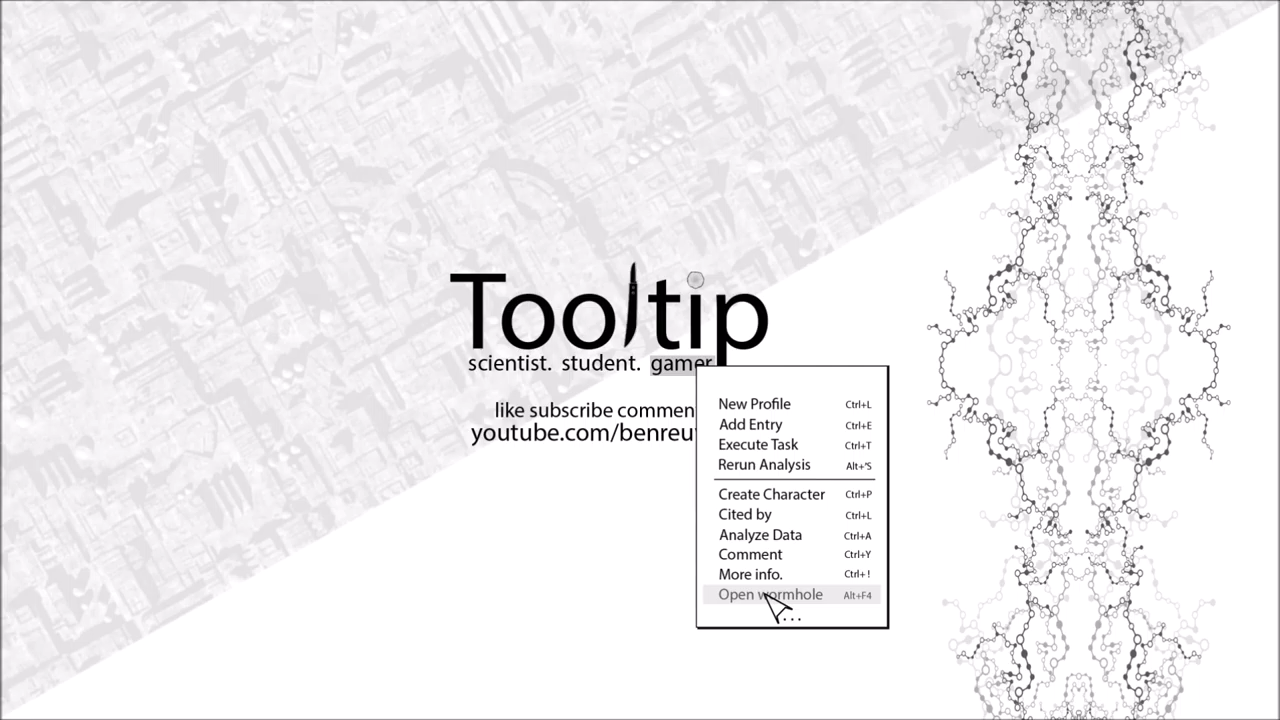 Tooltip
scientist. student. gamer
like subscribe commen
youtube.com/benreu
New Profile Ctrl+L
Add Entry Ctrl+E
Execute Task Ctrl+T
Rerun Analysis Alt+'S
Create Character Ctrl+P
Cited by Ctrl+L
Analyze Data Ctrl+A
Comment Ctrl+Y
More info. Ctrl+!
Open wormhole Alt+F4
...